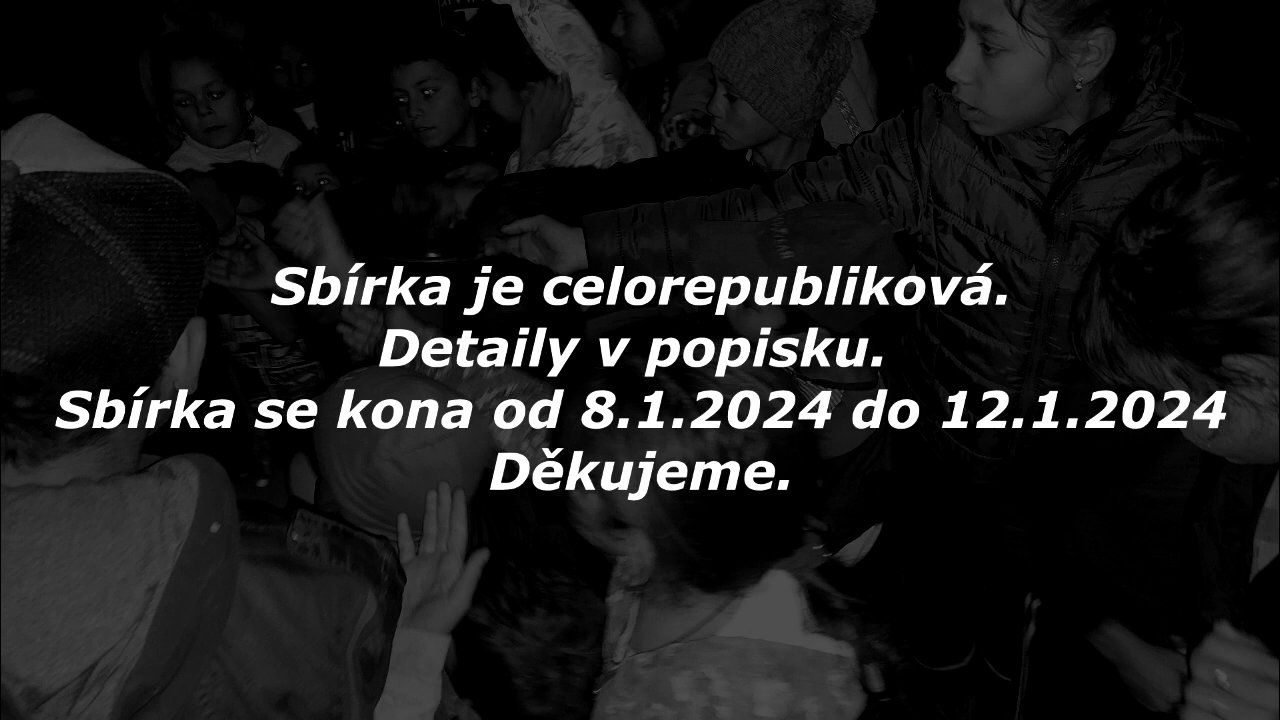 Sbírka je celorepubliková.
Detaily v popisku.
Sbírka se kona od 8.1.2024 do 12.1.2024
Děkujeme.